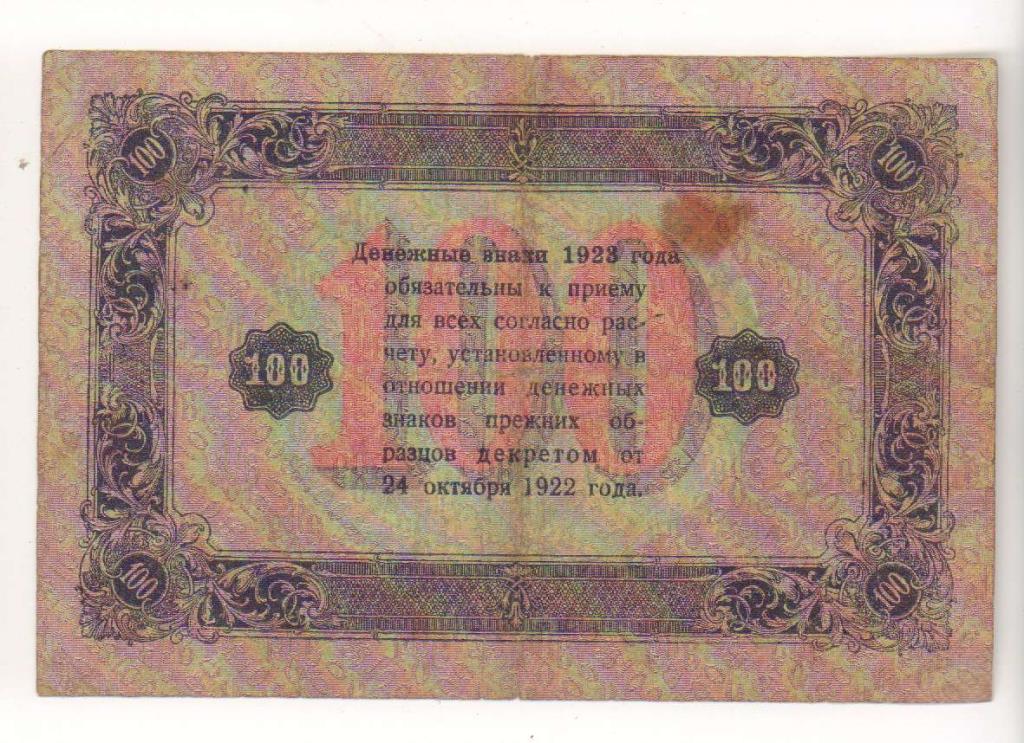 100 100
100
Денежные знаки 1923 года
обязательны к приему
для всех согласно рас-
чету, установленному в
100 100
отношении денежных
знаков прежних об-
разцов декретом от
24 октября 1922 года.
100 100